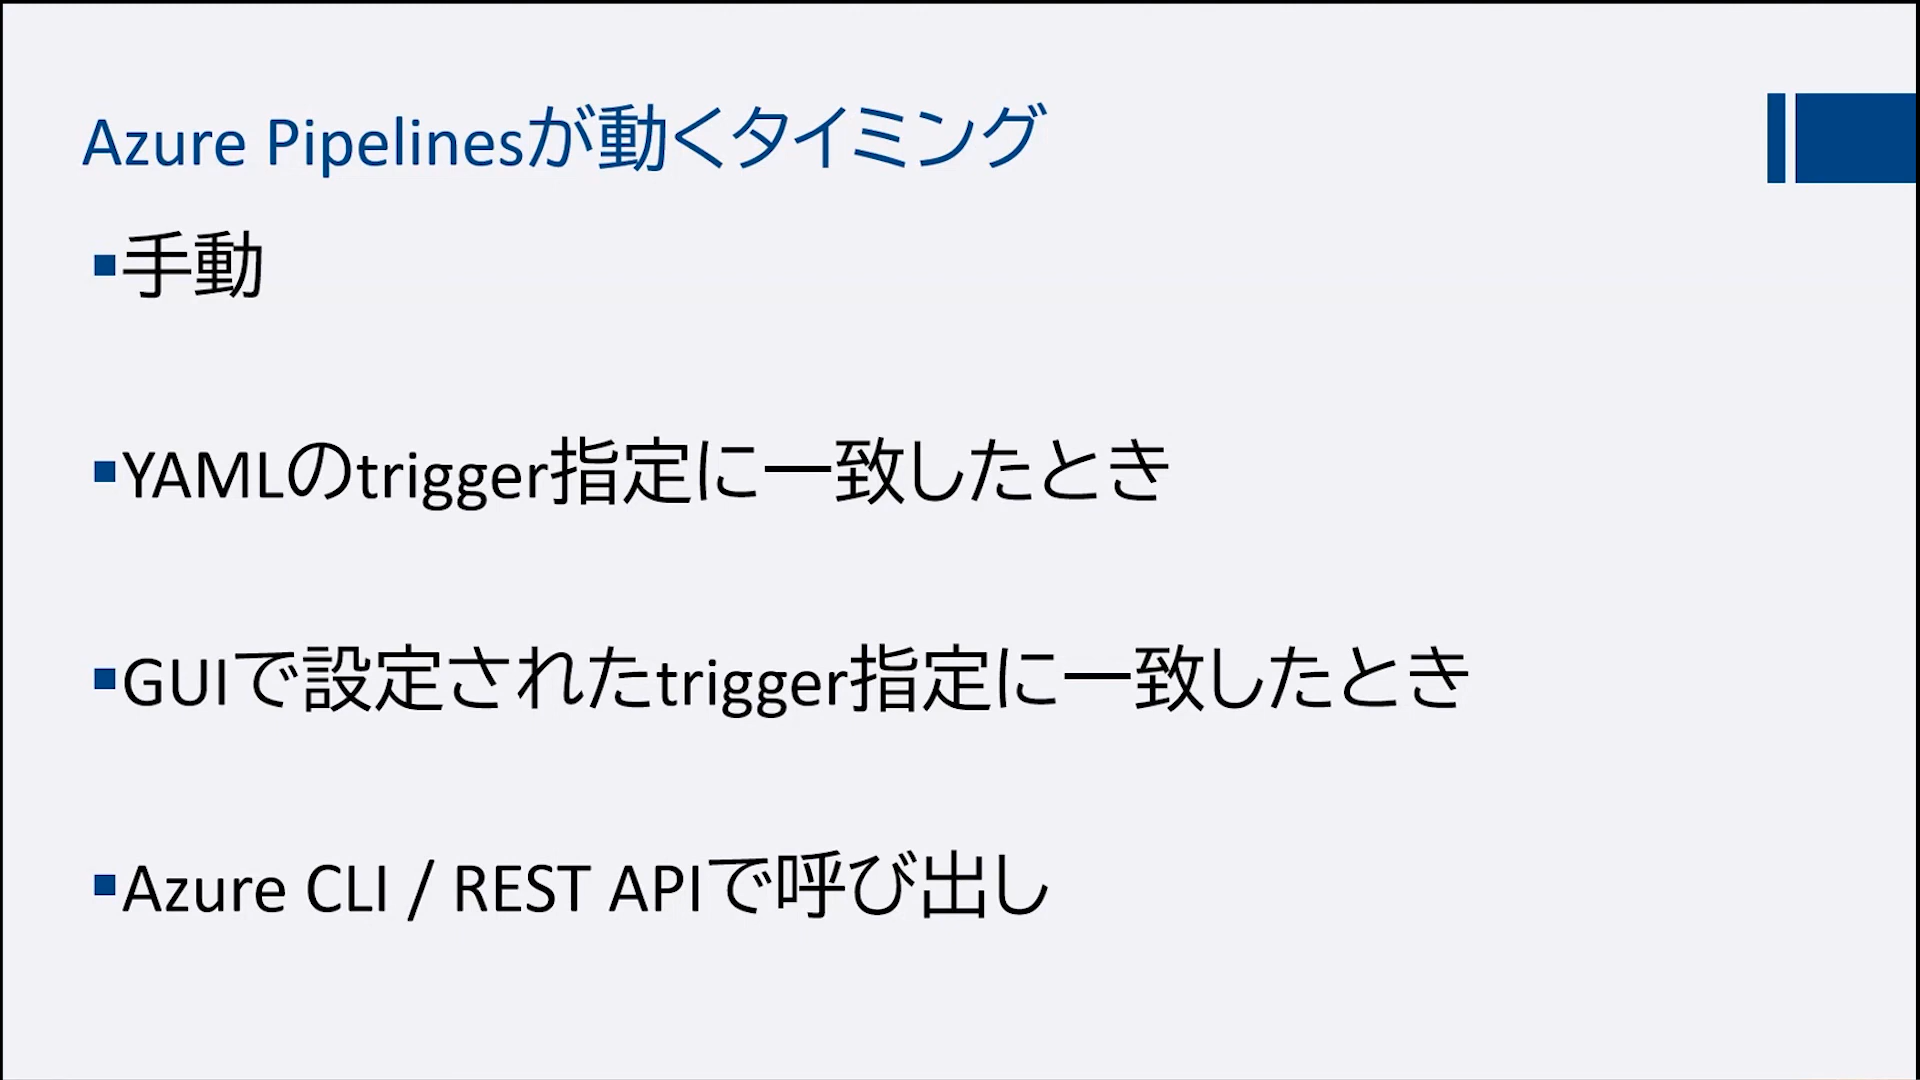 Azure Pipelinesが動くタイミング
▪手動
▪YAMLのtrigger指定に一致したとき
▪GUIで設定されたtrigger指定に一致したとき
▪Azure CLI / REST APIで呼び出し